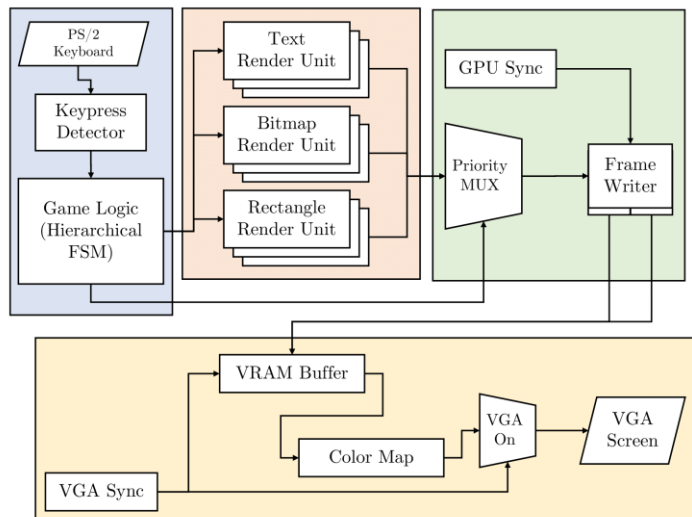 PS/2
Keyboard
Keypress
Detector
Game Logic
(Hierarchical
FSM)
Text
Render Unit
Bitmap
Render Unit
Rectangle
Render Unit
GPU Sync
Priority
MUX
Frame
Writer
VRAM Buffer
Color Map
VGA Sync
VGA
On
VGA
Screen